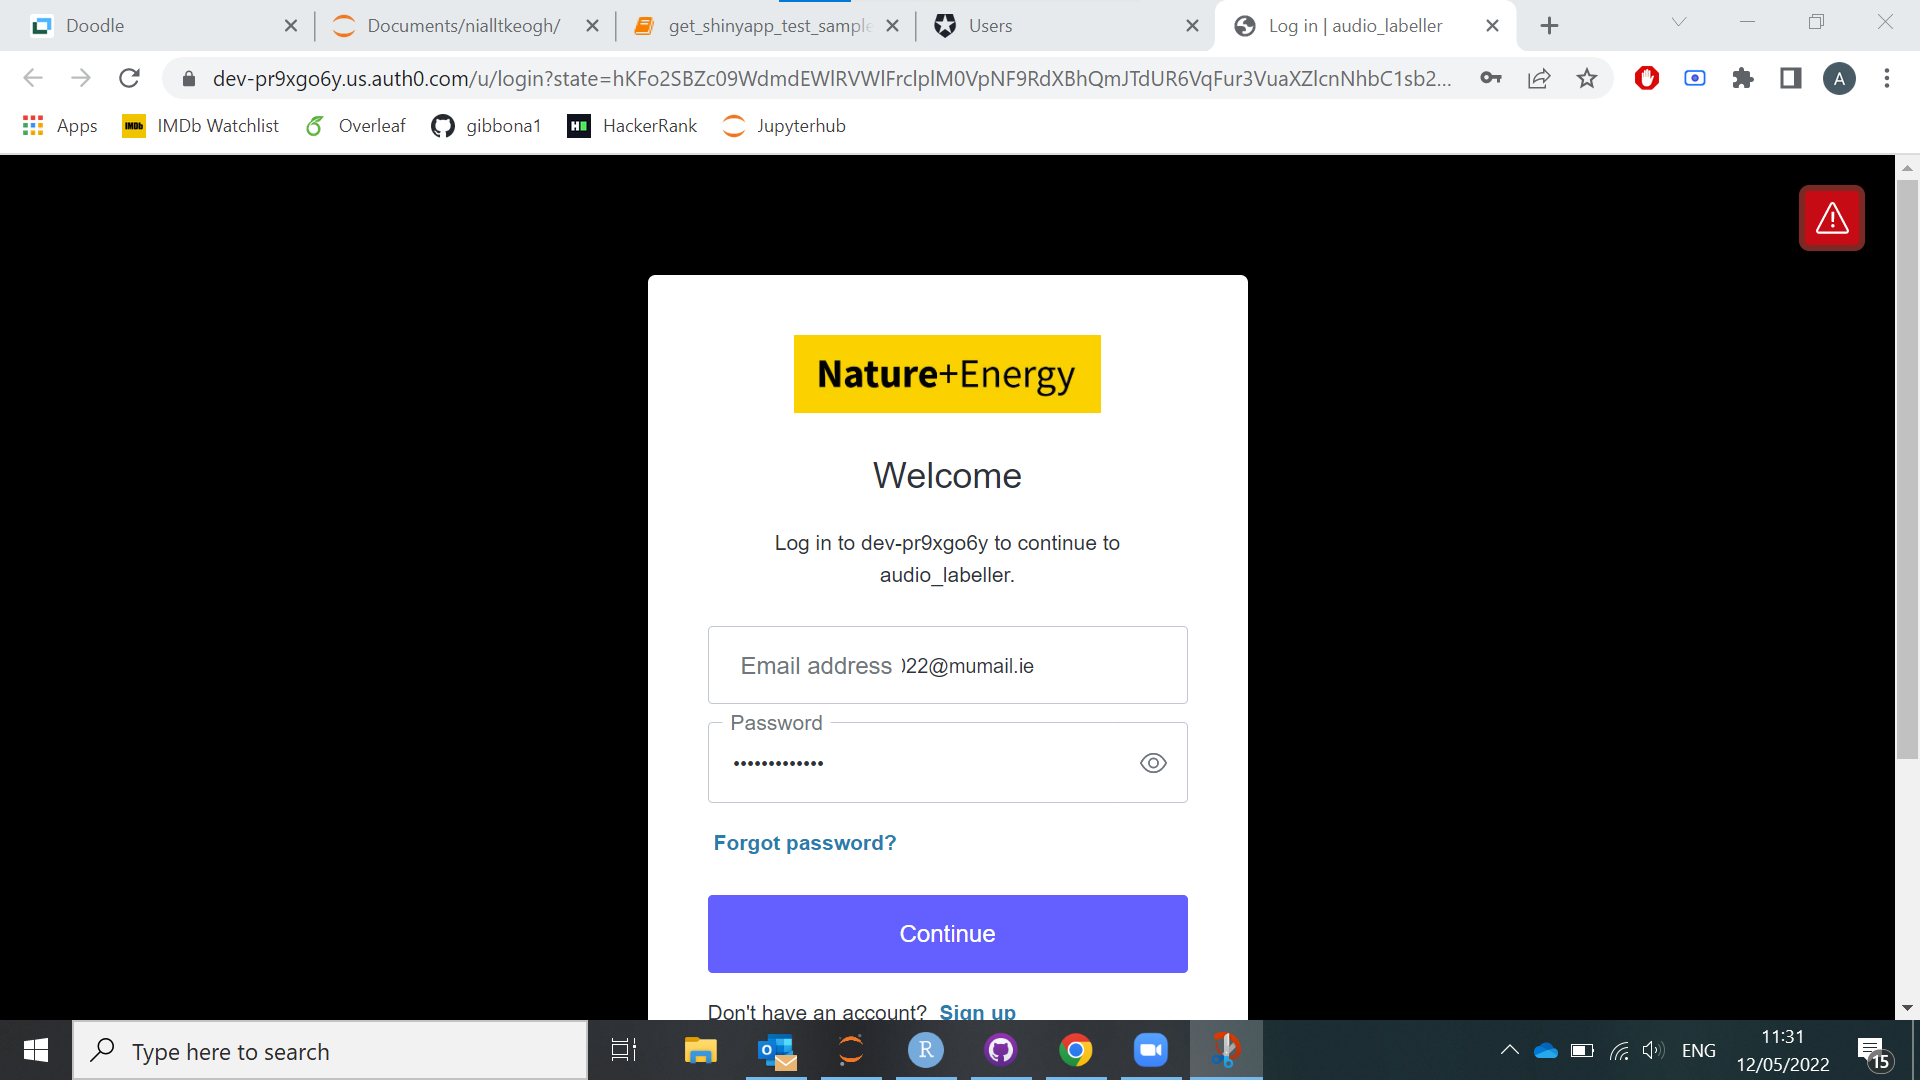 Doodle
Documents/nialltkeogh/
get_shinyapp_test_sample
Users
Log in | audio_labeller
dev-pr9xgo6y.us.auth0.com/u/login?state=hKFo2SBZc09WdmdEWlRVWlFrclplM0VpNF9RdXBhQmJTdUR6VqFur3VuaXZlcnNhbC1sb2...
A
Apps
IMDb
IMDb Watchlist
Overleaf
gibbona1
H
HackerRank
Jupyterhub
Nature+Energy
Welcome
Log in to dev-pr9xgo6y to continue to
audio_labeller.
Email address
022@mumail.ie
Password
Forgot password?
Continue
Don't have an account? Sign up
Type here to search
R
ENG
11:31
12/05/2022
15